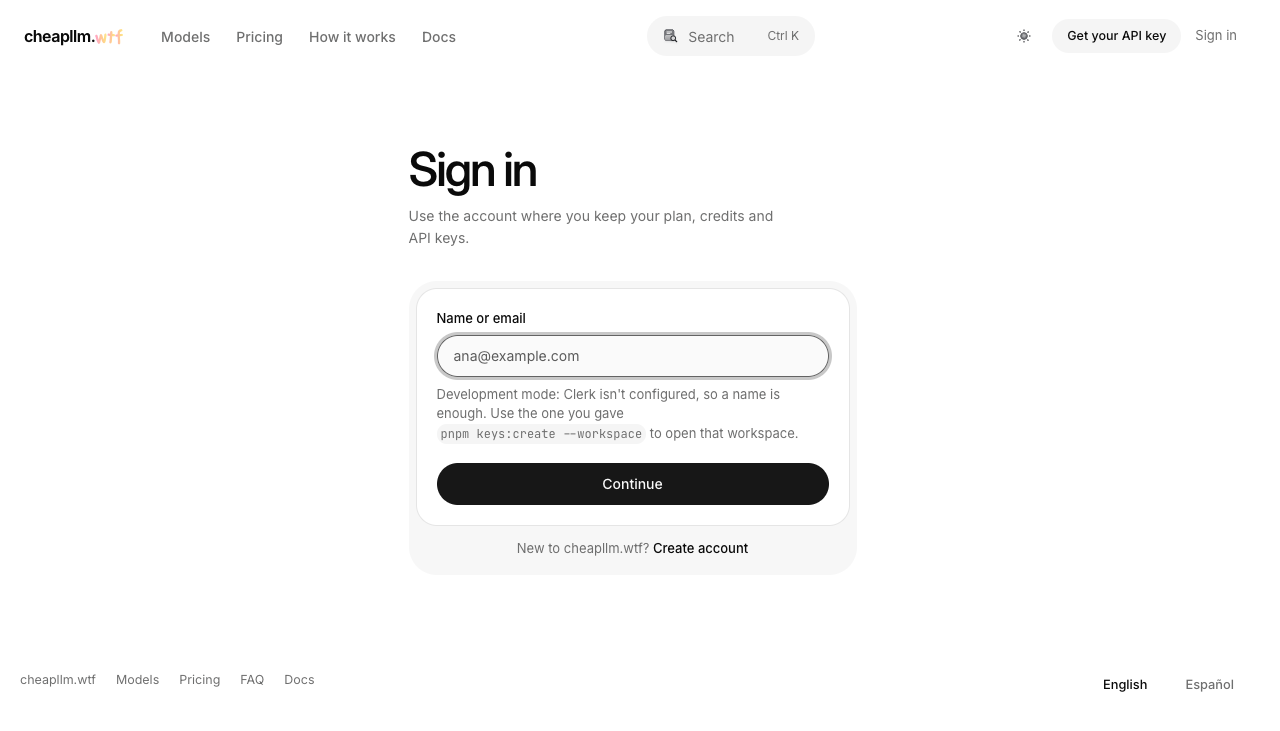 cheapllm.wtf
Models
Pricing
How it works
Docs
Search
Ctrl K
Get your API key
Sign in
Sign in
Use the account where you keep your plan, credits and
API keys.
Name or email
ana@example.com
Development mode: Clerk isn't configured, so a name is
enough. Use the one you gave
pnpm keys:create --workspace to open that workspace.
Continue
New to cheapllm.wtf? Create account
cheapllm.wtf
Models
Pricing
FAQ
Docs
English
Español